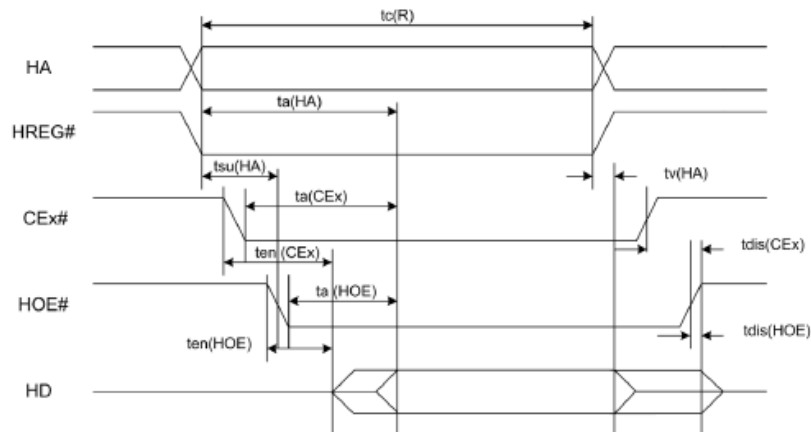 tc(R)
HA
ta(HA)
HREG#
tsu(HA)
tv(HA)
ta(CEx)
CEx#
ten (CEx)
tdis(CEx)
ta (HOE)
HOE#
ten(HOE)
tdis(HOE)
HD